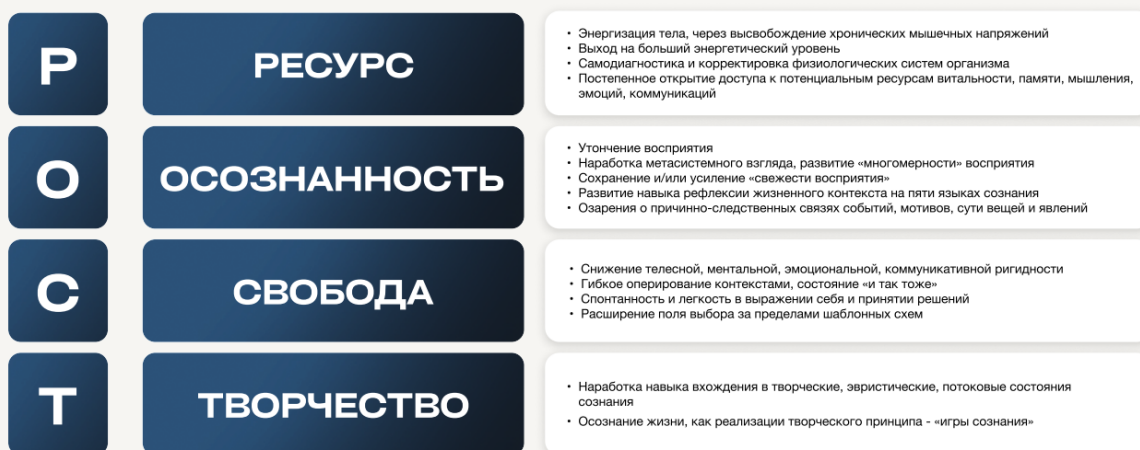 Р
РЕСУРС
• Энергизация тела, через высвобождение хронических мышечных напряжений
• Выход на больший энергетический уровень
• Самодиагностика и корректировка физиологических систем организма
• Постепенное открытие доступа к потенциальным ресурсам витальности, памяти, мышления,
эмоций, коммуникаций
О
ОСОЗНАННОСТЬ
• Утончение восприятия
• Наработка метасистемного взгляда, развитие «многомерности» восприятия
• Сохранение и/или усиление «свежести восприятия»
• Развитие навыка рефлексии жизненного контекста на пяти языках сознания
• Озарения о причинно-следственных связях событий, мотивов, сути вещей и явлений
С
СВОБОДА
• Снижение телесной, ментальной, эмоциональной, коммуникативной ригидности
• Гибкое оперирование контекстами, состояние «и так тоже»
• Спонтанность и легкость в выражении себя и принятии решений
• Расширение поля выбора за пределами шаблонных схем
Т
ТВОРЧЕСТВО
• Наработка навыка вхождения в творческие, эвристические, потоковые состояния
сознания
• Осознание жизни, как реализации творческого принципа - «игры сознания»